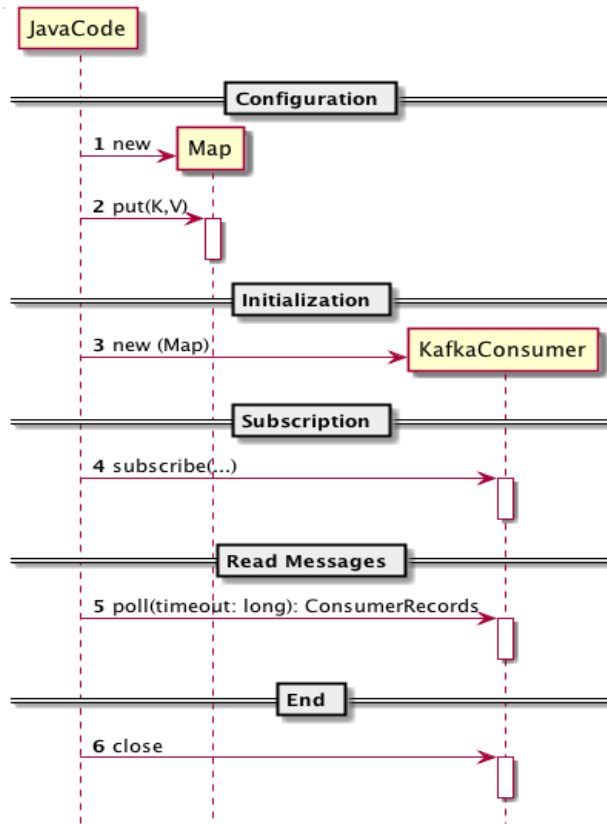 JavaCode
Configuration
1 new
Map
2 put(K,V)
Initialization
3 new (Map)
KafkaConsumer
Subscription
4 subscribe(...)
Read Messages
5 poll(timeout: long): ConsumerRecords
End
6 close